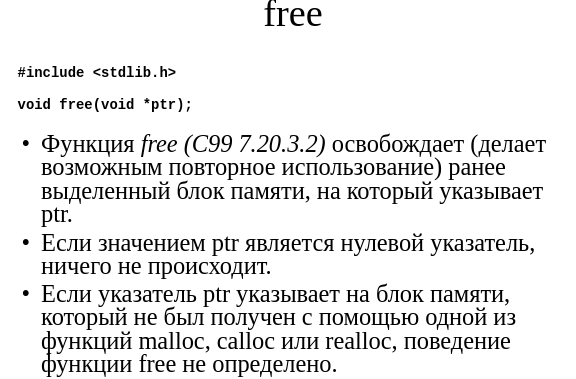 free
#include <stdlib.h>
void free(void *ptr);
• Функция free (C99 7.20.3.2) освобождает (делает
возможным повторное использование) ранее
выделенный блок памяти, на который указывает
ptr.
• Если значением ptr является нулевой указатель,
ничего не происходит.
• Если указатель ptr указывает на блок памяти,
который не был получен с помощью одной из
функций malloc, calloc или realloc, поведение
функции free не определено.